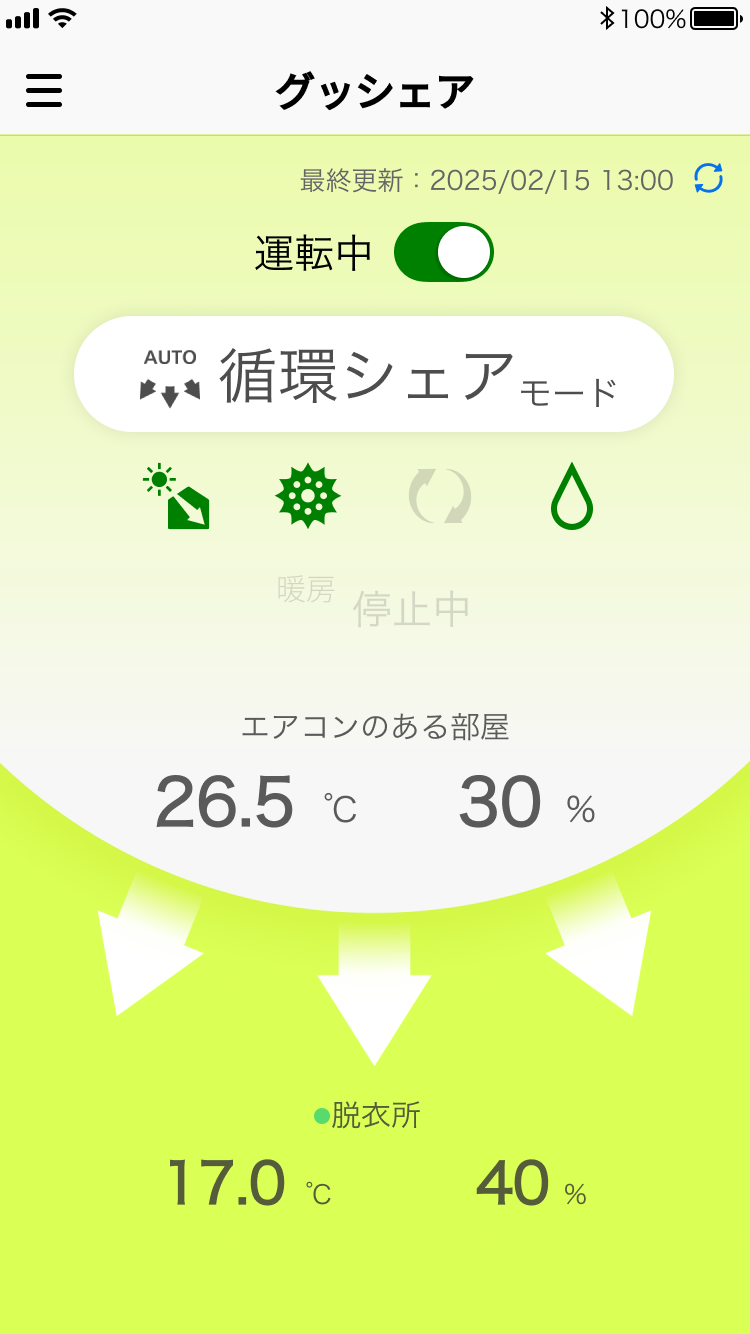 100%
グッシェア
最終更新：2025/02/15 13:00
運転中
AUTO
循環シェア モード
暖房 停止中
エアコンのある部屋
26.5 ℃ 30 %
脱衣所
17.0 ℃ 40 %